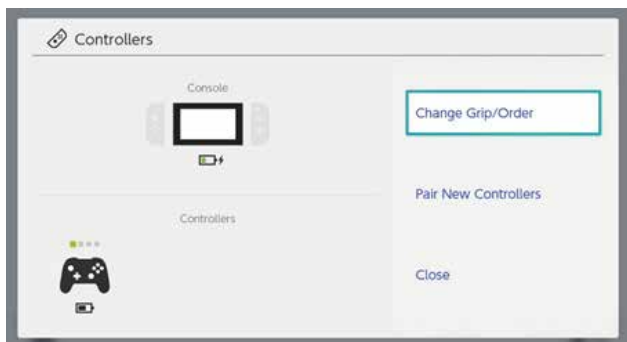 Controllers
Console
Change Grip/Order
Pair New Controllers
Controllers
Close